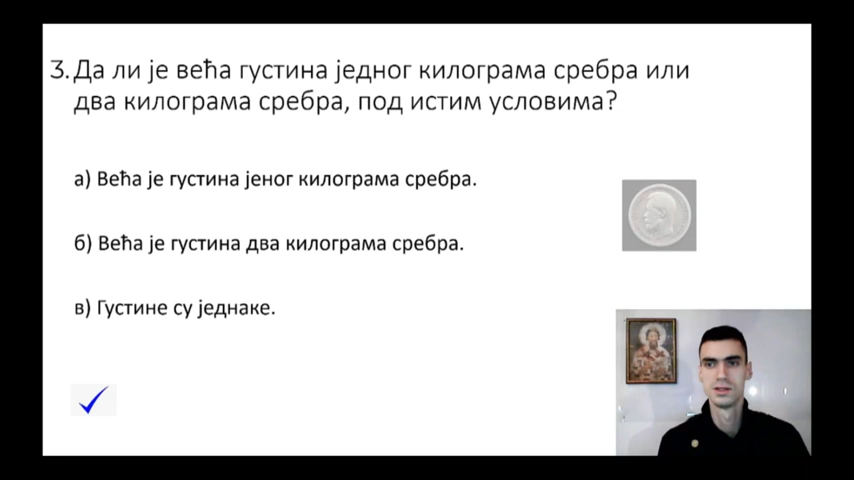 3. Да ли је већа густина једног килограма сребра или
два килограма сребра, под истим условима?
а) Већа је густина јеног килограма сребра.
б) Већа је густина два килограма сребра.
в) Густине су једнаке.